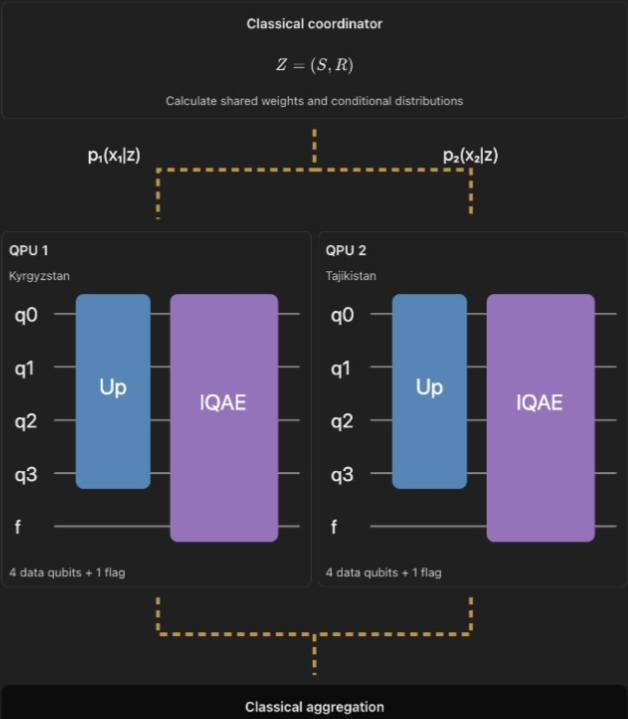 Classical coordinator
Z = (S, R)
Calculate shared weights and conditional distributions
p₁(x₁|z)
p₂(x₂|z)
QPU 1
Kyrgyzstan
q0
q1
q2
q3
f
Up
IQAE
4 data qubits + 1 flag
QPU 2
Tajikistan
q0
q1
q2
q3
f
Up
IQAE
4 data qubits + 1 flag
Classical aggregation